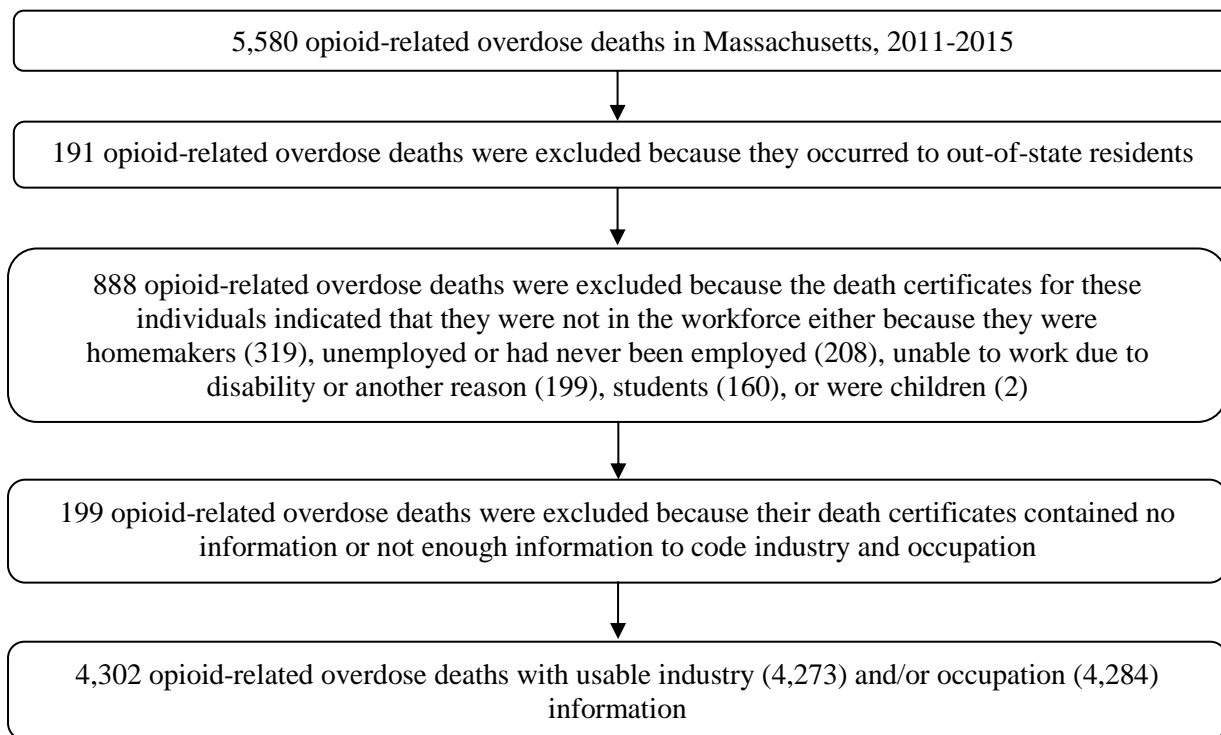 5,580 opioid-related overdose deaths in Massachusetts, 2011-2015
191 opioid-related overdose deaths were excluded because they occurred to out-of-state residents
888 opioid-related overdose deaths were excluded because the death certificates for these
individuals indicated that they were not in the workforce either because they were
homemakers (319), unemployed or had never been employed (208), unable to work due to
disability or another reason (199), students (160), or were children (2)
199 opioid-related overdose deaths were excluded because their death certificates contained no
information or not enough information to code industry and occupation
4,302 opioid-related overdose deaths with usable industry (4,273) and/or occupation (4,284)
information